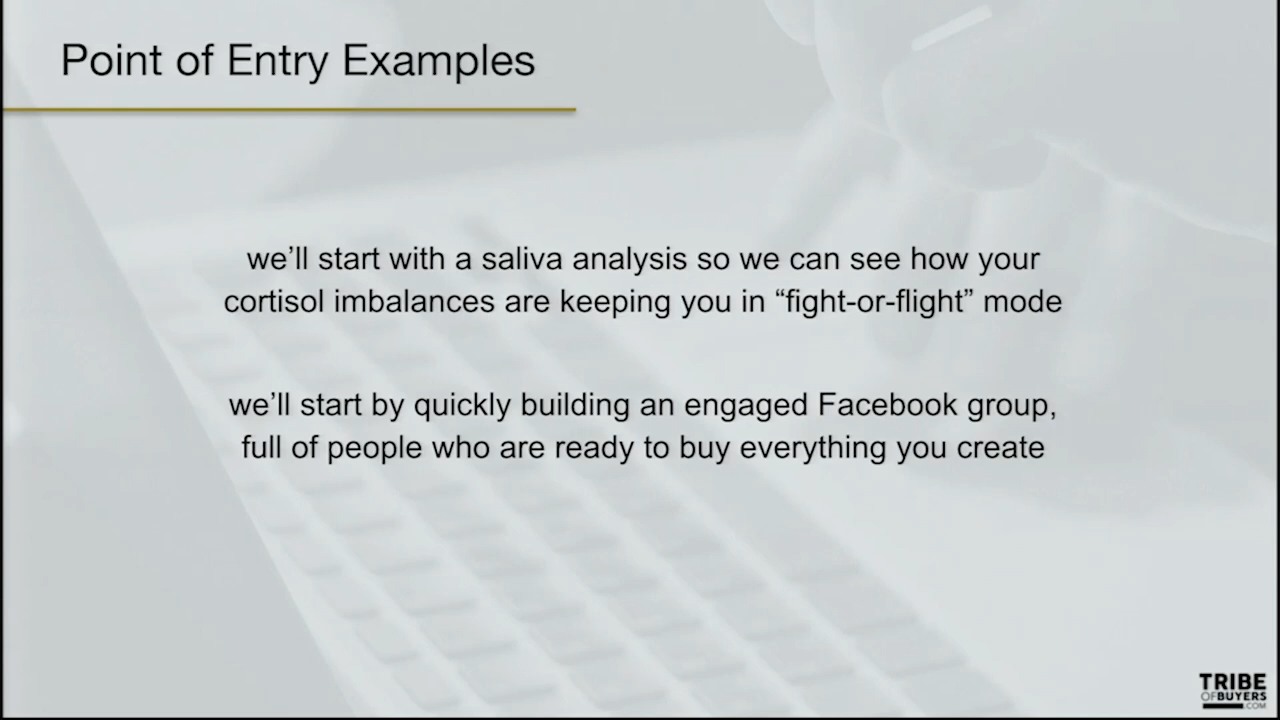 Point of Entry Examples
we’ll start with a saliva analysis so we can see how your
cortisol imbalances are keeping you in “fight-or-flight” mode
we’ll start by quickly building an engaged Facebook group,
full of people who are ready to buy everything you create
TRIBE
OFBUYERS
.COM